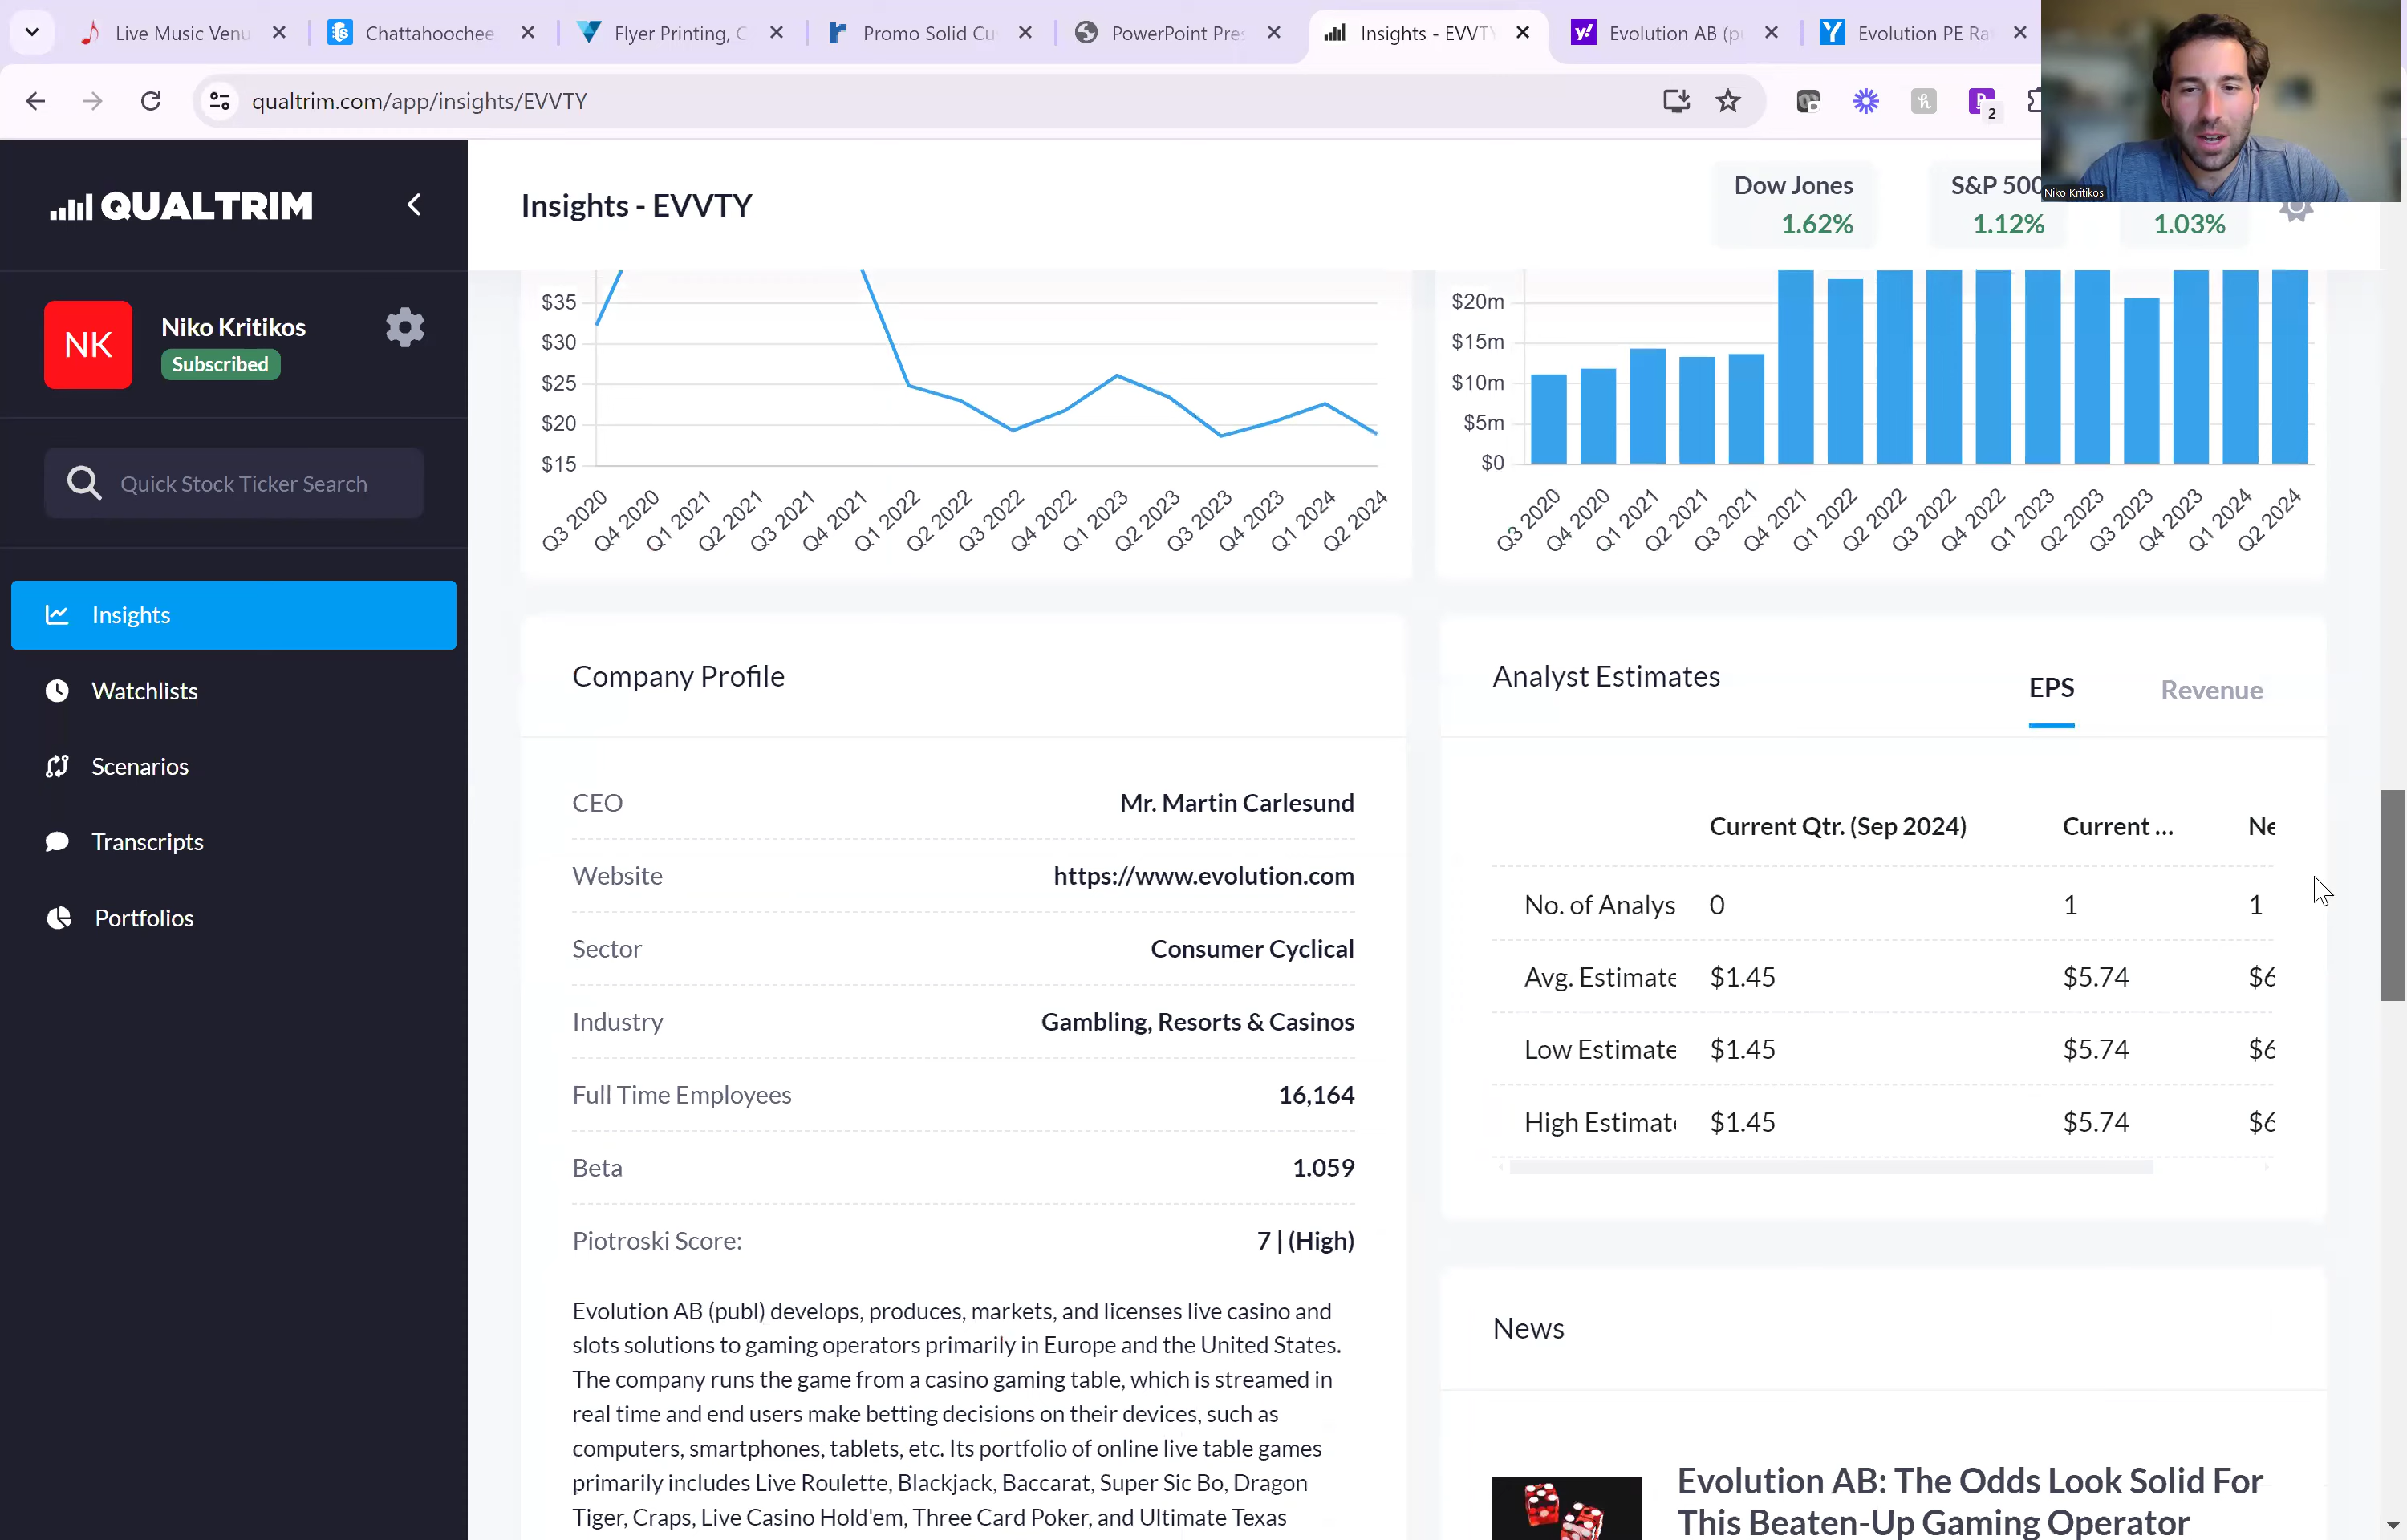 Live Music Venu
Chattahoochee
Flyer Printing, C
Promo Solid Cu
PowerPoint Pres
Insights - EVVTY
Evolution AB (pu
Evolution PE Ra
qualtrim.com/app/insights/EVVTY
2
Niko Kritikos
QUALTRIM
Insights - EVVTY
Dow Jones
1.62%
S&P 500
1.12%
1.03%
NK
Niko Kritikos
Subscribed
Quick Stock Ticker Search
Insights
Watchlists
Scenarios
Transcripts
Portfolios
$35
$30
$25
$20
$15
Q3 2020
Q4 2020
Q1 2021
Q2 2021
Q3 2021
Q4 2021
Q1 2022
Q2 2022
Q3 2022
Q4 2022
Q1 2023
Q2 2023
Q3 2023
Q4 2023
Q1 2024
Q2 2024
$20m
$15m
$10m
$5m
$0
Q3 2020
Q4 2020
Q1 2021
Q2 2021
Q3 2021
Q4 2021
Q1 2022
Q2 2022
Q3 2022
Q4 2022
Q1 2023
Q2 2023
Q3 2023
Q4 2023
Q1 2024
Q2 2024
Company Profile
CEO Mr. Martin Carlesund
Website https://www.evolution.com
Sector Consumer Cyclical
Industry Gambling, Resorts & Casinos
Full Time Employees 16,164
Beta 1.059
Piotroski Score: 7 | (High)
Evolution AB (publ) develops, produces, markets, and licenses live casino and
slots solutions to gaming operators primarily in Europe and the United States.
The company runs the game from a casino gaming table, which is streamed in
real time and end users make betting decisions on their devices, such as
computers, smartphones, tablets, etc. Its portfolio of online live table games
primarily includes Live Roulette, Blackjack, Baccarat, Super Sic Bo, Dragon
Tiger, Craps, Live Casino Hold'em, Three Card Poker, and Ultimate Texas
Analyst Estimates
EPS Revenue
Current Qtr. (Sep 2024) Current ... Ne
No. of Analys 0 1 1
Avg. Estimate $1.45 $5.74 $6
Low Estimate $1.45 $5.74 $6
High Estimat $1.45 $5.74 $6
News
Evolution AB: The Odds Look Solid For
This Beaten-Up Gaming Operator